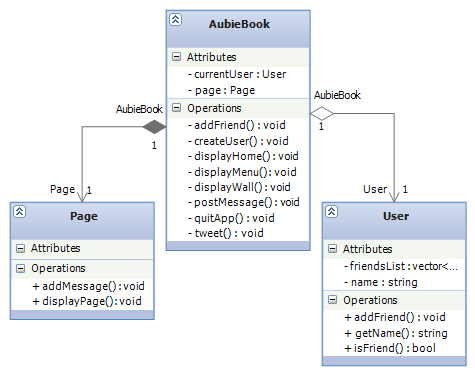 AubieBook
Attributes
- currentUser : User
- page : Page
Operations
- addFriend() : void
- createUser() : void
- displayHome() : void
- displayMenu() : void
- displayWall() : void
- postMessage() : void
- quitApp() : void
- tweet() : void
AubieBook
1
Page
1
AubieBook
1
User
1
Page
Attributes
Operations
+ addMessage() : void
+ displayPage() : void
User
Attributes
- friendsList : vector<...
- name : string
Operations
+ addFriend() : void
+ getName() : string
+ isFriend() : bool